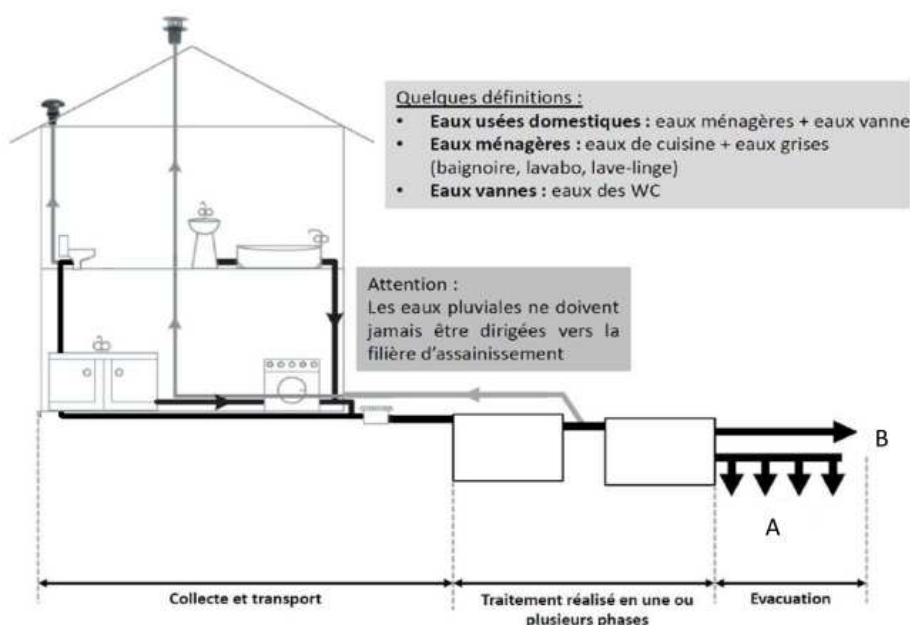 Quelques définitions :
• Eaux usées domestiques : eaux ménagères + eaux vanne
• Eaux ménagères : eaux de cuisine + eaux grises
(baignoire, lavabo, lave-linge)
• Eaux vannes : eaux des WC
Attention :
Les eaux pluviales ne doivent
jamais être dirigées vers la
filière d'assainissement
B
A
Collecte et transport
Traitement réalisé en une ou
plusieurs phases
Evacuation